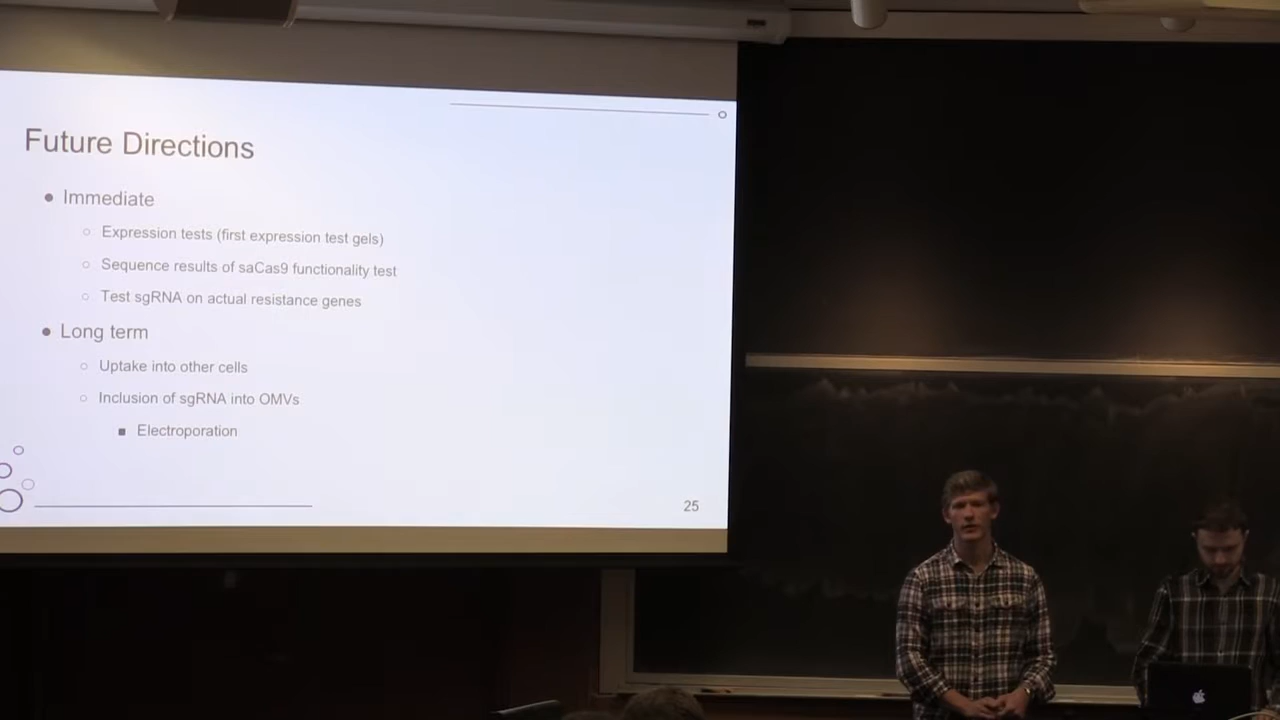 Future Directions
● Immediate
○ Expression tests (first expression test gels)
○ Sequence results of saCas9 functionality test
○ Test sgRNA on actual resistance genes
● Long term
○ Uptake into other cells
○ Inclusion of sgRNA into OMVs
■ Electroporation
25